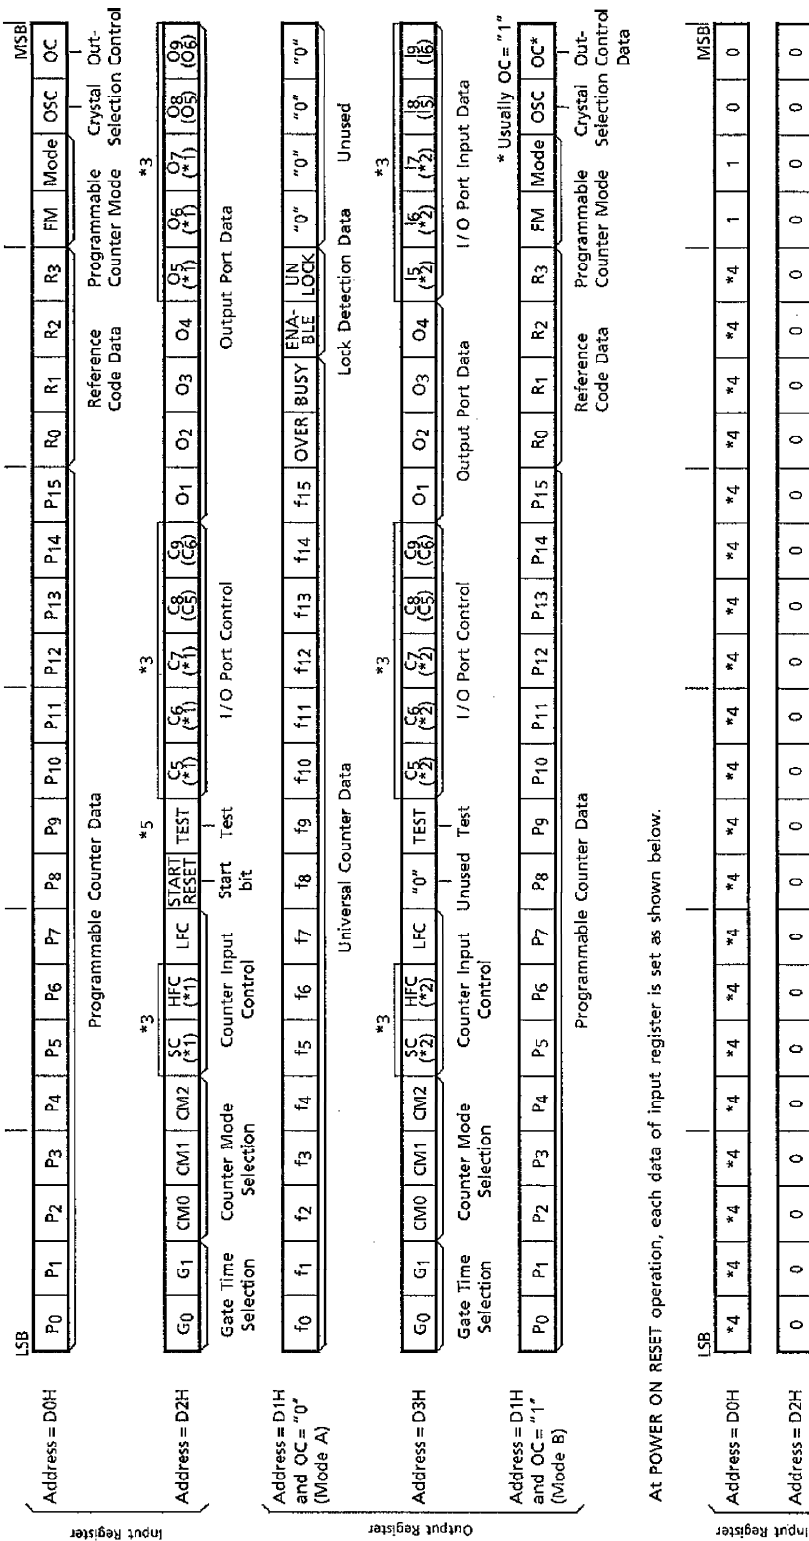 LSB MSB
Input Register
Address = D0H P0 P1 P2 P3 P4 P5 P6 P7 P8 P9 P10 P11 P12 P13 P14 P15 R0 R1 R2 R3 FM Mode OSC OC
Programmable Counter Data
Reference Code Data
Programmable Counter Mode
Crystal Selection
Out- Control
*3 *5 *3 *3
Address = D2H G0 G1 CM0 CM1 CM2 SC (*1) HFC (*1) LFC START RESET TEST C5 (*1) C6 (*1) C7 (*1) C8 (C5) C9 (C6) O1 O2 O3 O4 O5 (*1) O6 (*1) O7 (*1) O8 (O5) O9 (O6)
Gate Time Selection
Counter Mode Selection
Counter Input Control
Start bit
Test
I/O Port Control
Output Port Data
Output Register
Address = D1H and OC = "0" (Mode A) f0 f1 f2 f3 f4 f5 f6 f7 f8 f9 f10 f11 f12 f13 f14 f15 OVER BUSY ENA-BLE UN LOCK "0" "0" "0" "0"
Universal Counter Data
Lock Detection Data
Unused
*3 *3 *3
Address = D3H G0 G1 CM0 CM1 CM2 SC (*2) HFC (*2) LFC "0" TEST C5 (*2) C6 (*2) C7 (*2) C8 (C5) C9 (C6) O1 O2 O3 O4 I5 (*2) I6 (*2) I7 (*2) I8 (I5) I9 (I6)
Gate Time Selection
Counter Mode Selection
Counter Input Control
Unused
Test
I/O Port Control
Output Port Data
I/O Port Input Data
* Usually OC = "1"
Address = D1H and OC = "1" (Mode B) P0 P1 P2 P3 P4 P5 P6 P7 P8 P9 P10 P11 P12 P13 P14 P15 R0 R1 R2 R3 FM Mode OSC OC*
Programmable Counter Data
Reference Code Data
Programmable Counter Mode
Crystal Selection
Out- Control Data
At POWER ON RESET operation, each data of input register is set as shown below.
LSB MSB
Input Register
Address = D0H *4 *4 *4 *4 *4 *4 *4 *4 *4 *4 *4 *4 *4 *4 *4 *4 *4 *4 *4 *4 1 1 0 0
Address = D2H 0 0 0 0 0 0 0 0 0 0 0 0 0 0 0 0 0 0 0 0 0 0 0 0